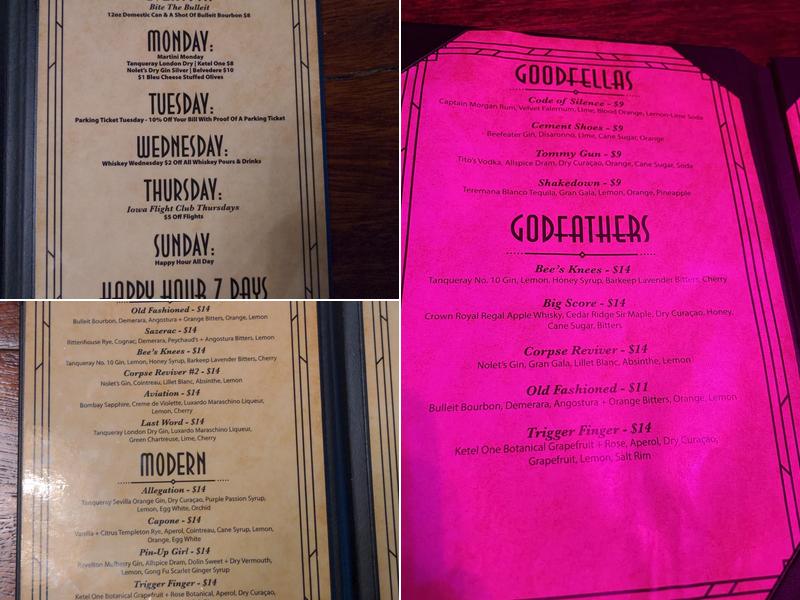 Bite The Bulleit
12oz Domestic Can & A Shot Of Bulleit Bourbon $8
MONDAY:
Martini Monday
Tanqueray London Dry | Ketel One $8
Nolet's Dry Gin Silver | Belvedere $10
$1 Bleu Cheese Stuffed Olives
TUESDAY:
Parking Ticket Tuesday - 10% Off Your Bill With Proof Of A Parking Ticket
WEDNESDAY:
Whiskey Wednesday $2 Off All Whiskey Pours & Drinks
THURSDAY:
Iowa Flight Club Thursdays
$5 Off Flights
SUNDAY:
Happy Hour All Day
HAPPY HOUR 7 DAYS
Old Fashioned - $14
Bulleit Bourbon, Demerara, Angostura + Orange Bitters, Orange, Lemon
Sazerac - $14
Rittenhouse Rye, Cognac, Demerara, Peychaud's + Angostura Bitters, Lemon
Bee's Knees - $14
Tanqueray No. 10 Gin, Lemon, Honey Syrup, Barkeep Lavender Bitters, Cherry
Corpse Reviver #2 - $14
Nolet's Gin, Cointreau, Lillet Blanc, Absinthe, Lemon
Aviation - $14
Bombay Sapphire, Creme de Violette, Luxardo Maraschino Liqueur,
Lemon, Cherry
Last Word - $14
Tanqueray London Dry Gin, Luxardo Maraschino Liqueur,
Green Chartreuse, Lime, Cherry
MODERN
Allegation - $14
Tanqueray Sevilla Orange Gin, Dry Curaçao, Purple Passion Syrup,
Lemon, Egg White, Orchid
Capone - $14
Vanilla + Citrus Templeton Rye, Aperol, Cointreau, Cane Syrup, Lemon,
Orange, Egg White
Pin-Up Girl - $14
Revelton Mulberry Gin, Allspice Dram, Dolin Sweet + Dry Vermouth,
Lemon, Gong Fu Scarlet Ginger Syrup
Trigger Finger - $14
Ketel One Botanical Grapefruit + Rose Botanical, Aperol, Dry Curaçao,
GOODFELLAS
Code of Silence - $9
Captain Morgan Rum, Velvet Falernum, Lime, Blood Orange, Lemon-Lime Soda
Cement Shoes - $9
Beefeater Gin, Disaronno, Lime, Cane Sugar, Orange
Tommy Gun - $9
Tito's Vodka, Allspice Dram, Dry Curaçao, Orange, Cane Sugar, Soda
Shakedown - $9
Teremana Blanco Tequila, Gran Gala, Lemon, Orange, Pineapple
GODFATHERS
Bee's Knees - $14
Tanqueray No. 10 Gin, Lemon, Honey Syrup, Barkeep Lavender Bitters, Cherry
Big Score - $14
Crown Royal Regal Apple Whisky, Cedar Ridge Sir Maple, Dry Curaçao, Honey,
Cane Sugar, Bitters
Corpse Reviver - $14
Nolet's Gin, Gran Gala, Lillet Blanc, Absinthe, Lemon
Old Fashioned - $11
Bulleit Bourbon, Demerara, Angostura + Orange Bitters, Orange, Lemon
Trigger Finger - $14
Ketel One Botanical Grapefruit + Rose, Aperol, Dry Curaçao,
Grapefruit, Lemon, Salt Rim